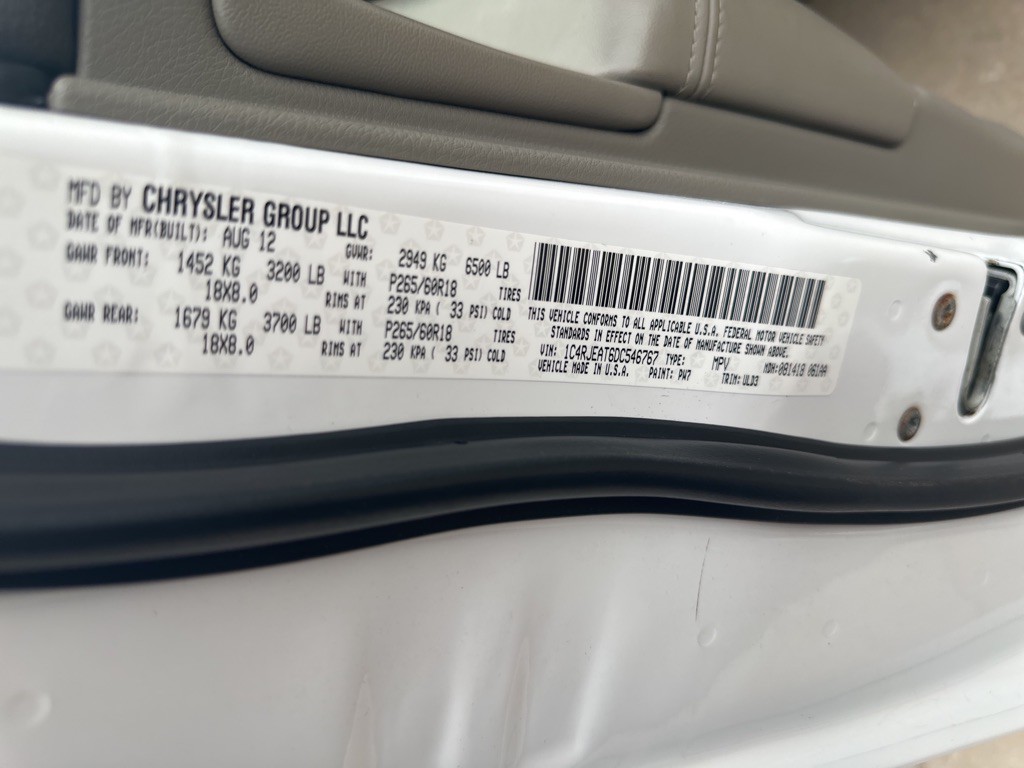 MFD BY CHRYSLER GROUP LLC
DATE OF MFR(BUILT): AUG 12 GVWR: 2949 KG 6500 LB
GAWR FRONT: 1452 KG 3200 LB WITH P265/60R18 TIRES
18X8.0 RIMS AT 230 KPA ( 33 PSI) COLD
GAWR REAR: 1679 KG 3700 LB WITH P265/60R18 TIRES
18X8.0 RIMS AT 230 KPA ( 33 PSI) COLD
THIS VEHICLE CONFORMS TO ALL APPLICABLE U.S.A. FEDERAL MOTOR VEHICLE SAFETY
STANDARDS IN EFFECT ON THE DATE OF MANUFACTURE SHOWN ABOVE.
VIN: 1C4RJEAT6DC546767 TYPE: MPV MDH:081418
VEHICLE MADE IN U.S.A. PAINT: PW7 TRIM: ULD3